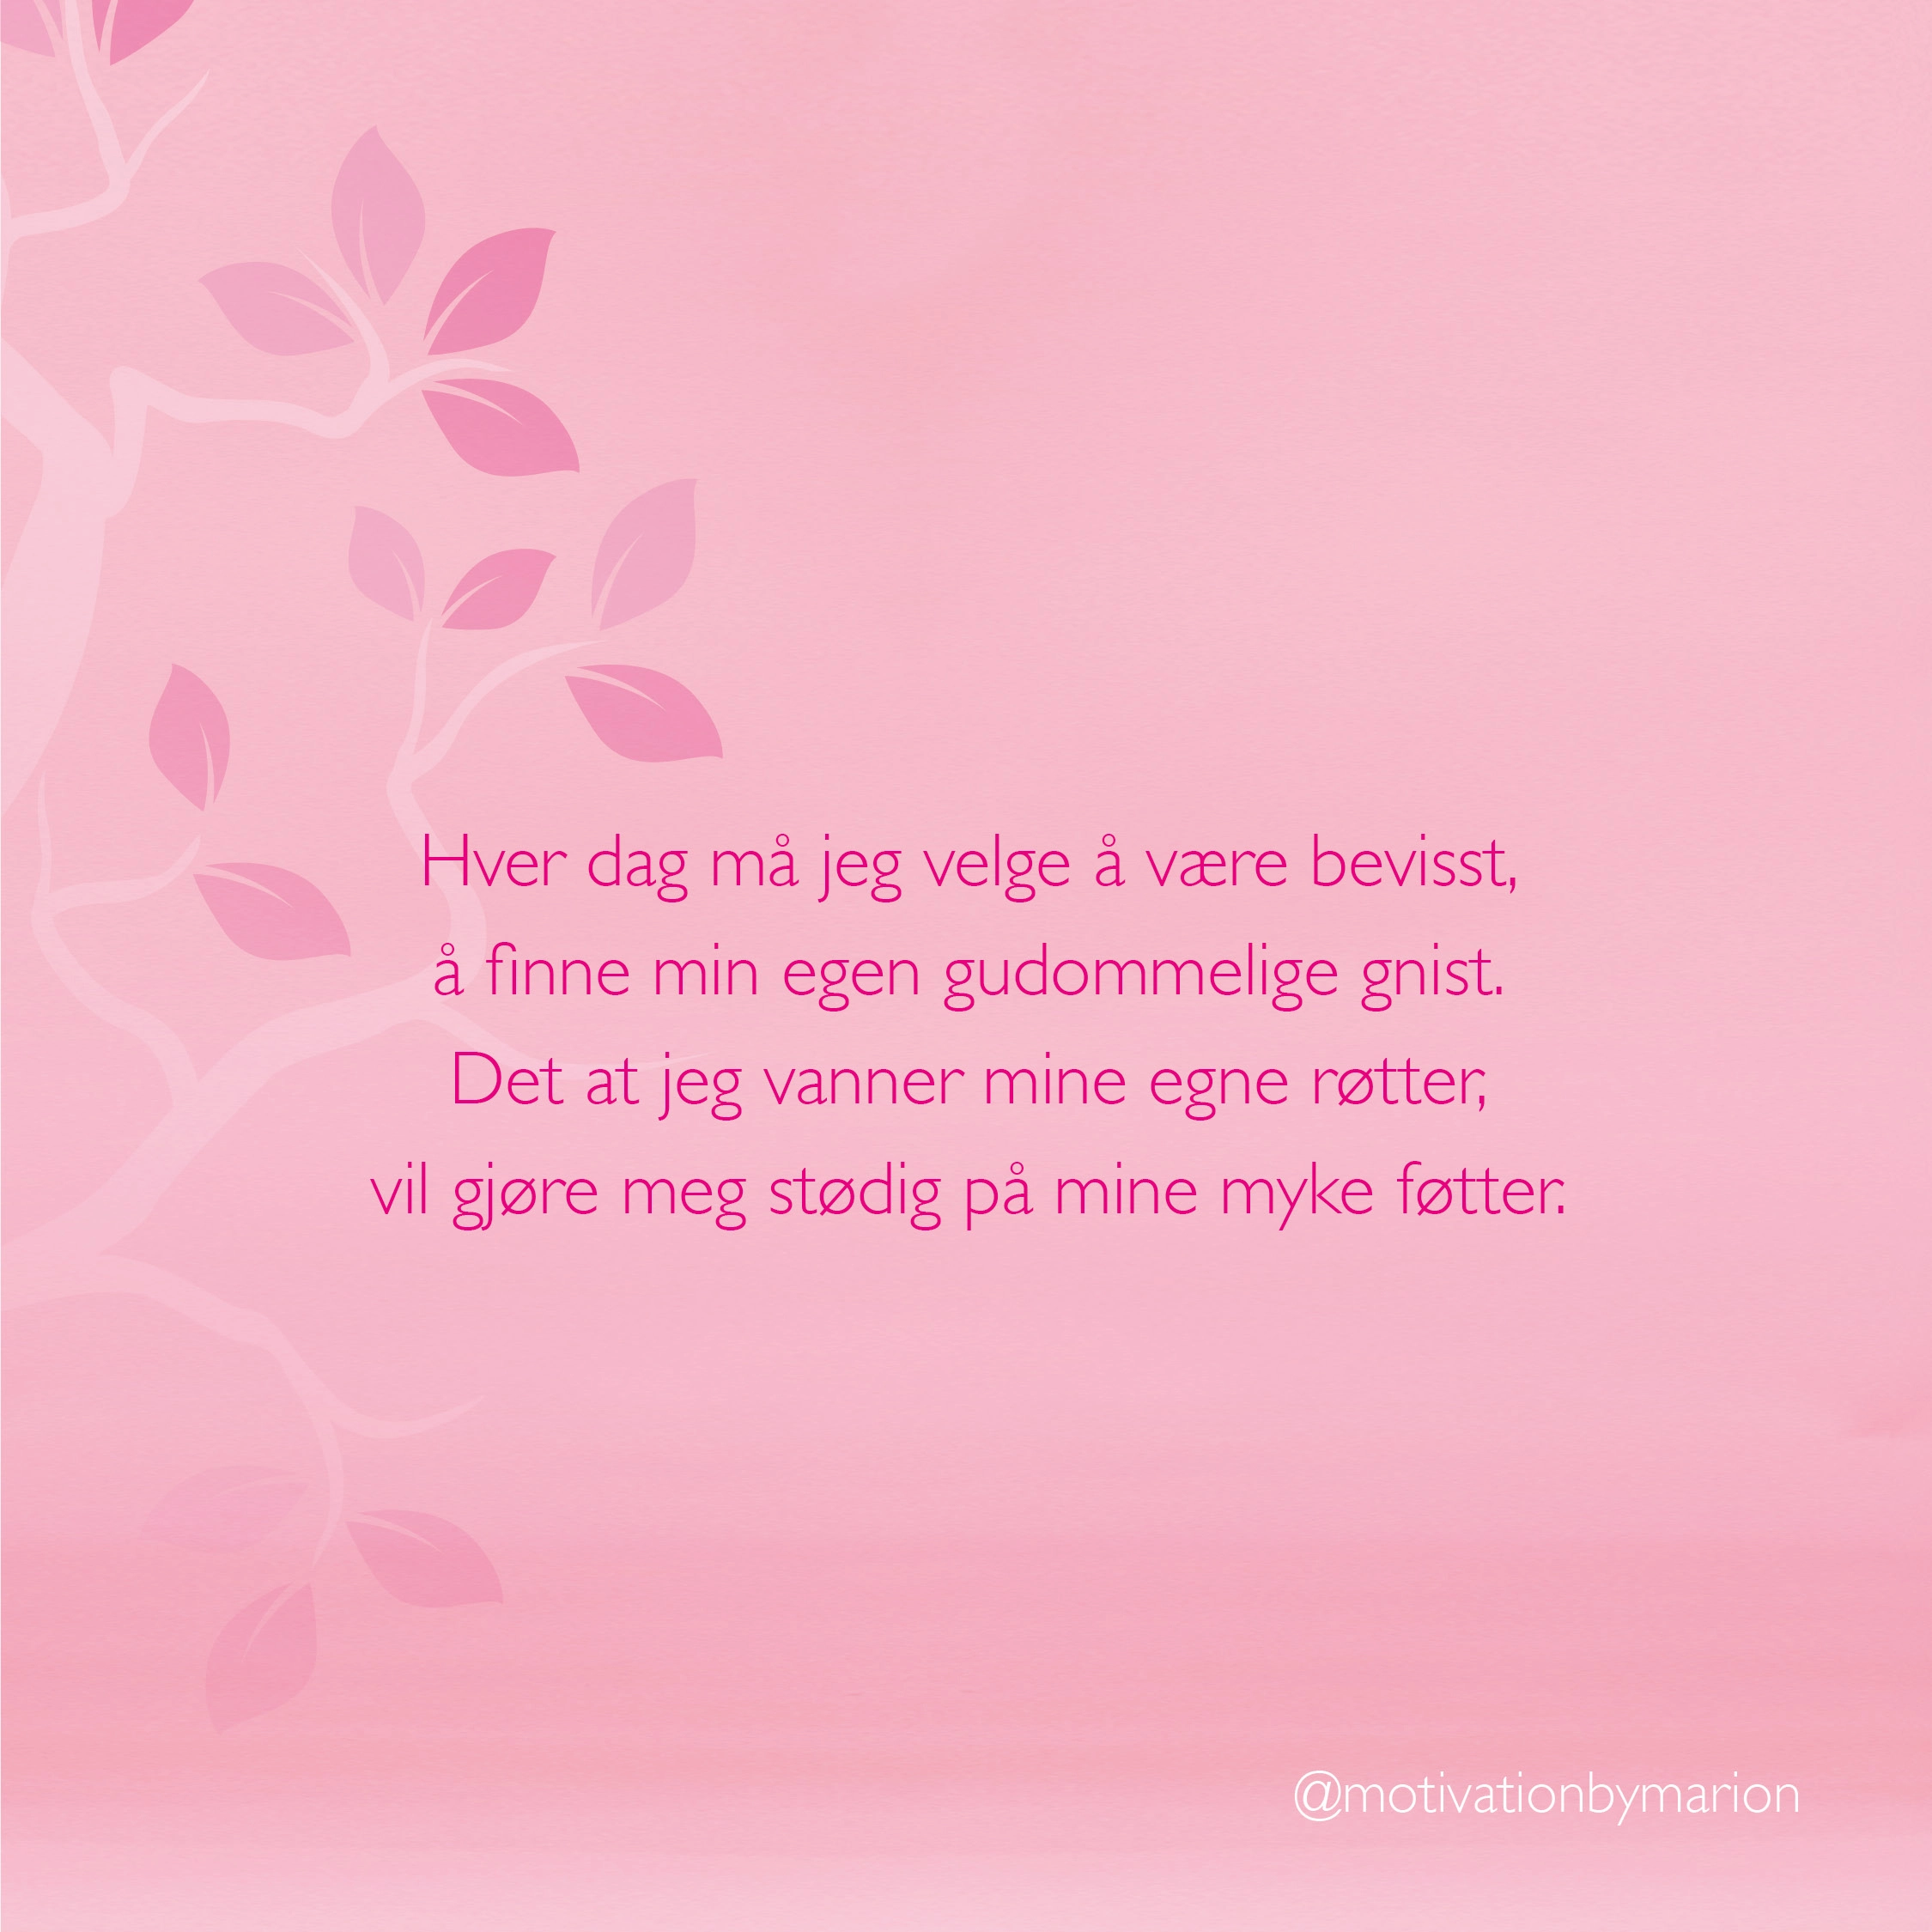 Hver dag må jeg velge å være bevisst,
å finne min egen gudommelige gnist.
Det at jeg vanner mine egne røtter,
vil gjøre meg stødig på mine myke føtter.
@motivationbymarion